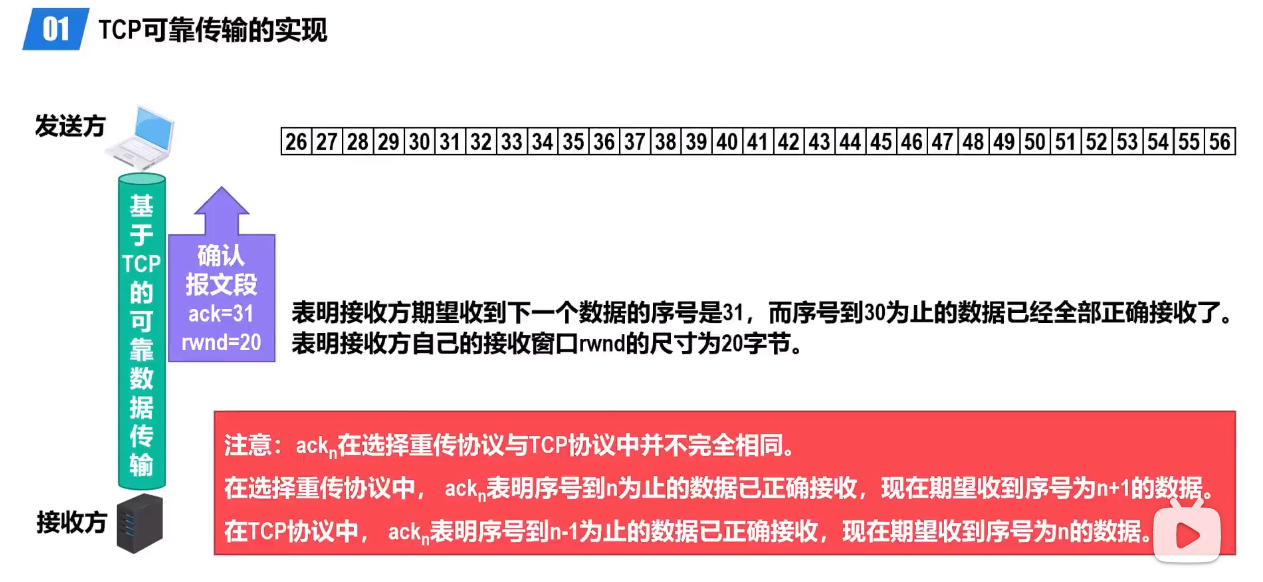 01 TCP可靠传输的实现
发送方
26 27 28 29 30 31 32 33 34 35 36 37 38 39 40 41 42 43 44 45 46 47 48 49 50 51 52 53 54 55 56
基
于
TCP
的
可
靠
数
据
传
输
确认
报文段
ack=31
rwnd=20
表明接收方期望收到下一个数据的序号是31，而序号到30为止的数据已经全部正确接收了。
表明接收方自己的接收窗口rwnd的尺寸为20字节。
注意：ackn在选择重传协议与TCP协议中并不完全相同。
在选择重传协议中， ackn表明序号到n为止的数据已正确接收，现在期望收到序号为n+1的数据。
在TCP协议中， ackn表明序号到n-1为止的数据已正确接收，现在期望收到序号为n的数据。
接收方